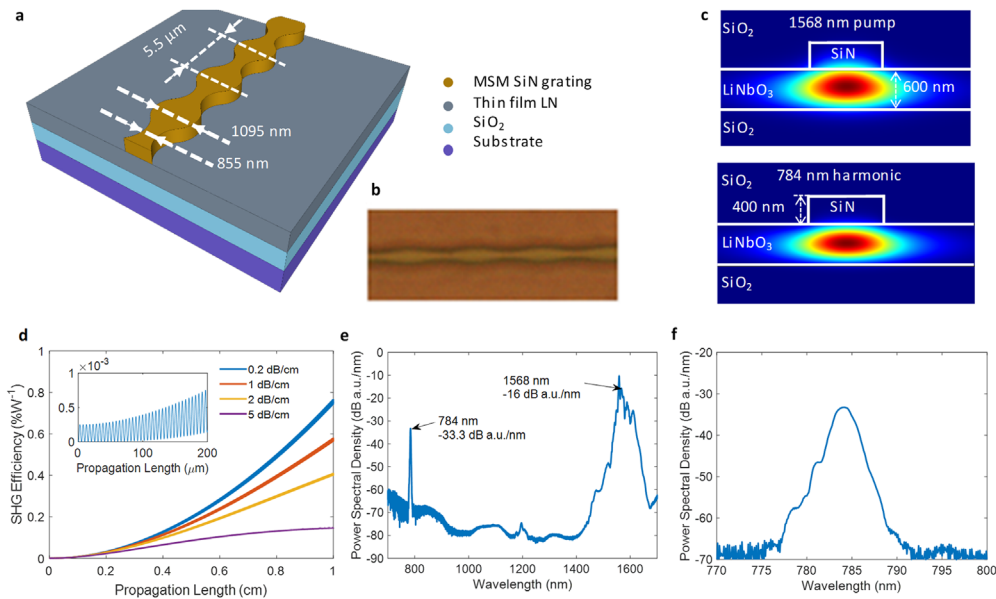 a
5.5 μm
1095 nm
855 nm
MSM SiN grating
Thin film LN
SiO2
Substrate
b
c
SiO2
1568 nm pump
SiN
LiNbO3
600 nm
SiO2
SiO2
784 nm harmonic
400 nm
SiN
LiNbO3
SiO2
d
SHG Efficiency (%W-1)
1
0.8
0.6
0.4
0.2
0
0 0.2 0.4 0.6 0.8 1
Propagation Length (cm)
×10-3
1
0.5
0
0 100 200
Propagation Length (μm)
0.2 dB/cm
1 dB/cm
2 dB/cm
5 dB/cm
e
Power Spectral Density (dB a.u./nm)
0
-10
-20
-30
-40
-50
-60
-70
-80
-90
800 1000 1200 1400 1600
Wavelength (nm)
1568 nm
-16 dB a.u./nm
784 nm
-33.3 dB a.u./nm
f
Power Spectral Density (dB a.u./nm)
-20
-30
-40
-50
-60
-70
770 775 780 785 790 795 800
Wavelength (nm)